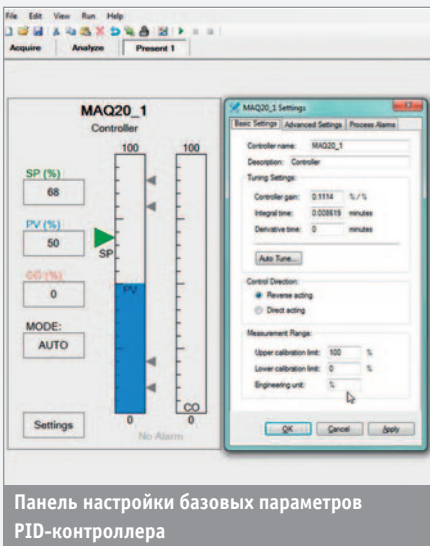 File Edit View Run Help
Acquire Analyze Present 1
MAQ20_1
Controller
100 100
SP (%)
68
PV (%)
50
SP
PV
CO (%)
0
MODE:
AUTO
CO
0 0
Settings
No Alarm
MAQ20_1 Settings
Basic Settings Advanced Settings Process Alarms
Controller name: MAQ20_1
Description: Controller
Tuning Settings:
Controller gain: 0.1114 % / %
Integral time: 0.008619 minutes
Derivative time: 0 minutes
Auto Tune...
Control Direction:
Reverse acting
Direct acting
Measurement Range:
Upper calibration limit: 100 %
Lower calibration limit: 0 %
Engineering unit: %
OK Cancel Apply
Панель настройки базовых параметров
PID-контроллера